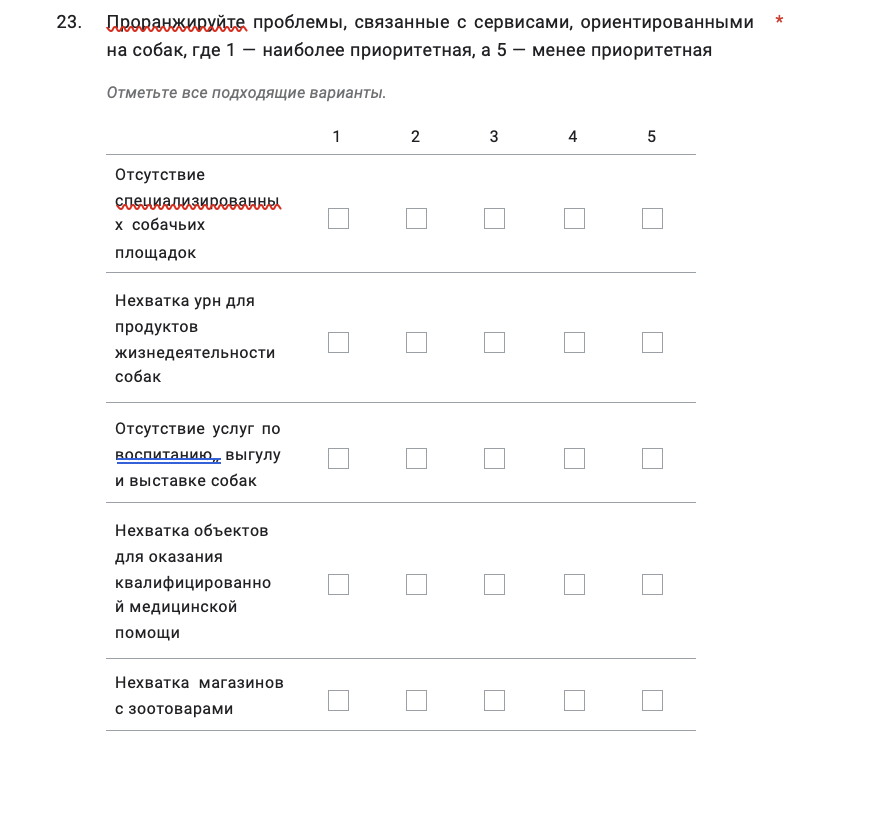 23. Проранжируйте проблемы, связанные с сервисами, ориентированными *
на собак, где 1 — наиболее приоритетная, а 5 — менее приоритетная
Отметьте все подходящие варианты.
1 2 3 4 5
Отсутствие
специализированны
х собачьих
площадок
Нехватка урн для
продуктов
жизнедеятельности
собак
Отсутствие услуг по
воспитанию,, выгулу
и выставке собак
Нехватка объектов
для оказания
квалифицированно
й медицинской
помощи
Нехватка магазинов
с зоотоварами